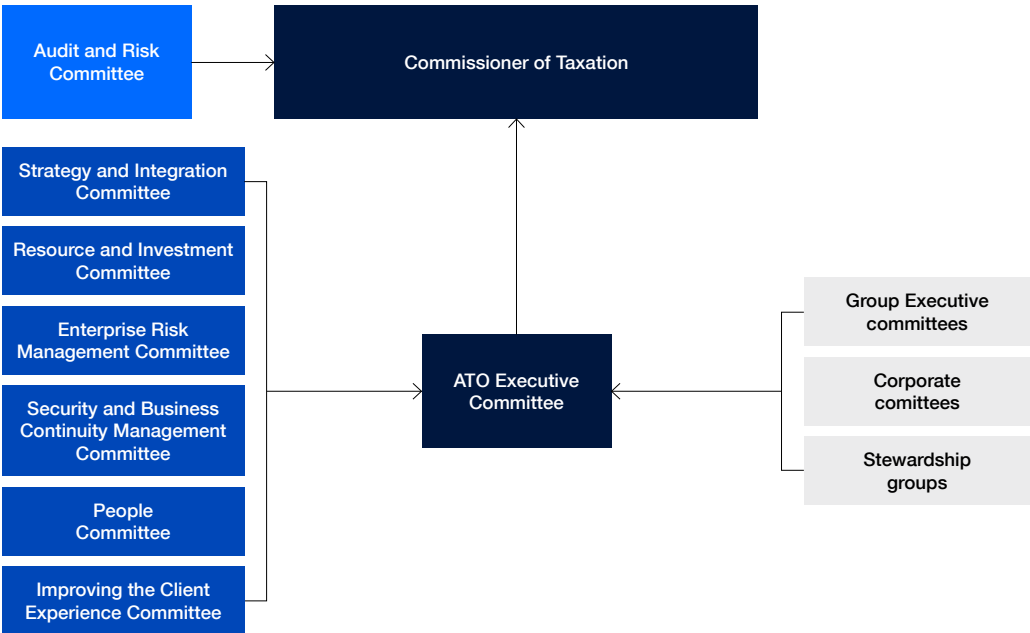 Audit and Risk
Committee
Commissioner of Taxation
Strategy and Integration
Committee
Resource and Investment
Committee
Enterprise Risk
Management Committee
Security and Business
Continuity Management
Committee
People
Committee
Improving the Client
Experience Committee
ATO Executive
Committee
Group Executive
committees
Corporate
comittees
Stewardship
groups